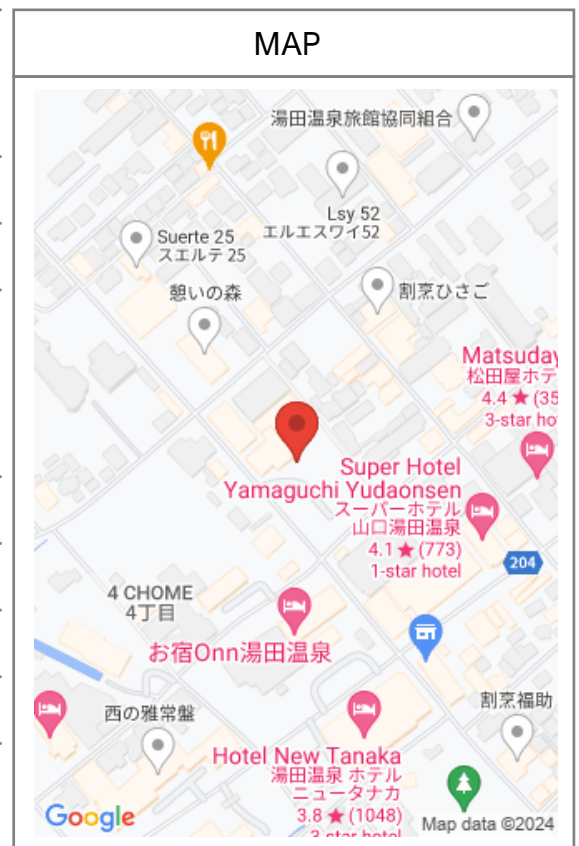 MAP
湯田温泉旅館協同組合
Lsy 52
エルエスワイ52
Suerte 25
スエルテ 25
憩いの森
割烹ひさご
Matsuday
松田屋ホテ
4.4 ★ (35
3-star ho
Super Hotel
Yamaguchi Yudaonsen
スーパーホテル
山口湯田温泉
4.1 ★ (773)
1-star hotel
204
4 CHOME
4丁目
お宿Onn湯田温泉
西の雅常盤
割烹福助
Hotel New Tanaka
湯田温泉 ホテル
ニュータナカ
3.8 ★ (1048)
3-star hotel
Google
Map data ©2024